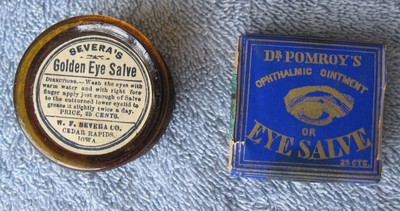 SEVERA'S
Golden Eye Salve
DIRECTIONS.—Wash the eyes with
warm water and with right fore
finger apply just enough of Salve
to the cottoned lower eyelid to
grease it slightly twice a day.
PRICE, 25 CENTS.
W. F. SEVERA CO.
CEDAR RAPIDS,
IOWA
DR. POMROY'S
OPHTHALMIC OINTMENT
OR
EYE SALVE
25 CTS.